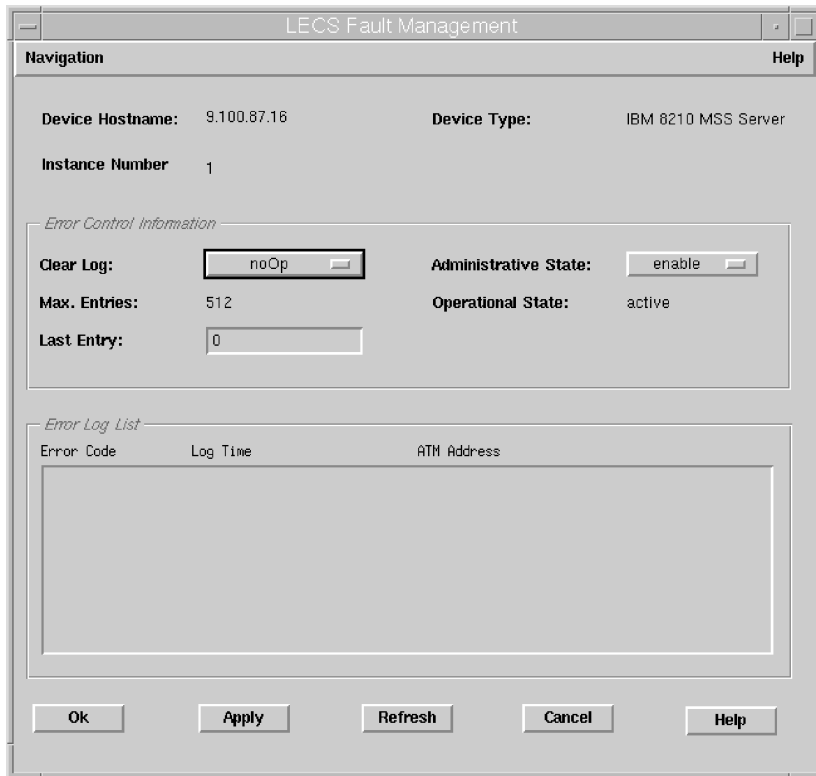 LECS Fault Management
Navigation Help
Device Hostname: 9.100.87.16 Device Type: IBM 8210 MSS Server
Instance Number 1
Error Control Information
Clear Log: noOp Administrative State: enable
Max. Entries: 512 Operational State: active
Last Entry: 0
Error Log List
Error Code Log Time ATM Address
Ok Apply Refresh Cancel Help